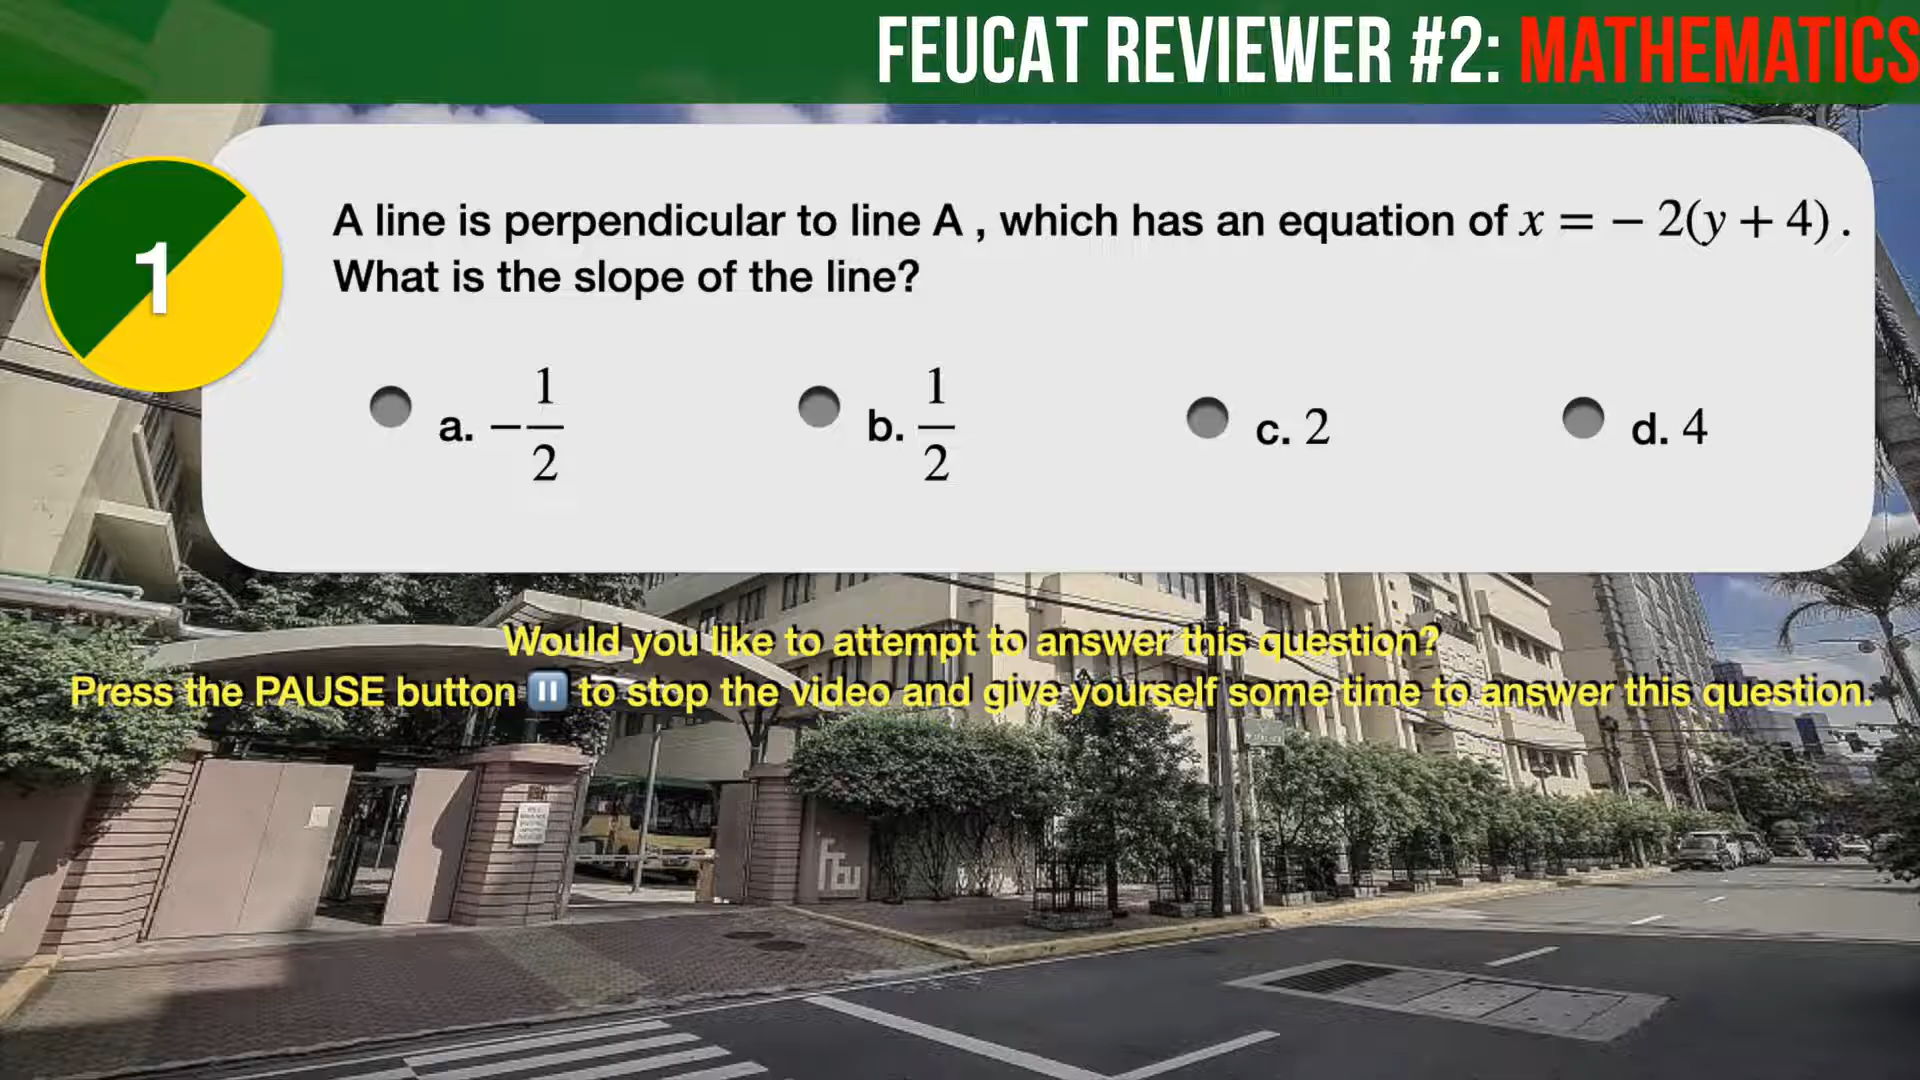 FEUCAT REVIEWER #2: MATHEMATICS
1
A line is perpendicular to line A , which has an equation of x = − 2(y + 4) .
What is the slope of the line?
a. −1/2
b. 1/2
c. 2
d. 4
Would you like to attempt to answer this question?
Press the PAUSE button ⏸ to stop the video and give yourself some time to answer this question.
feu